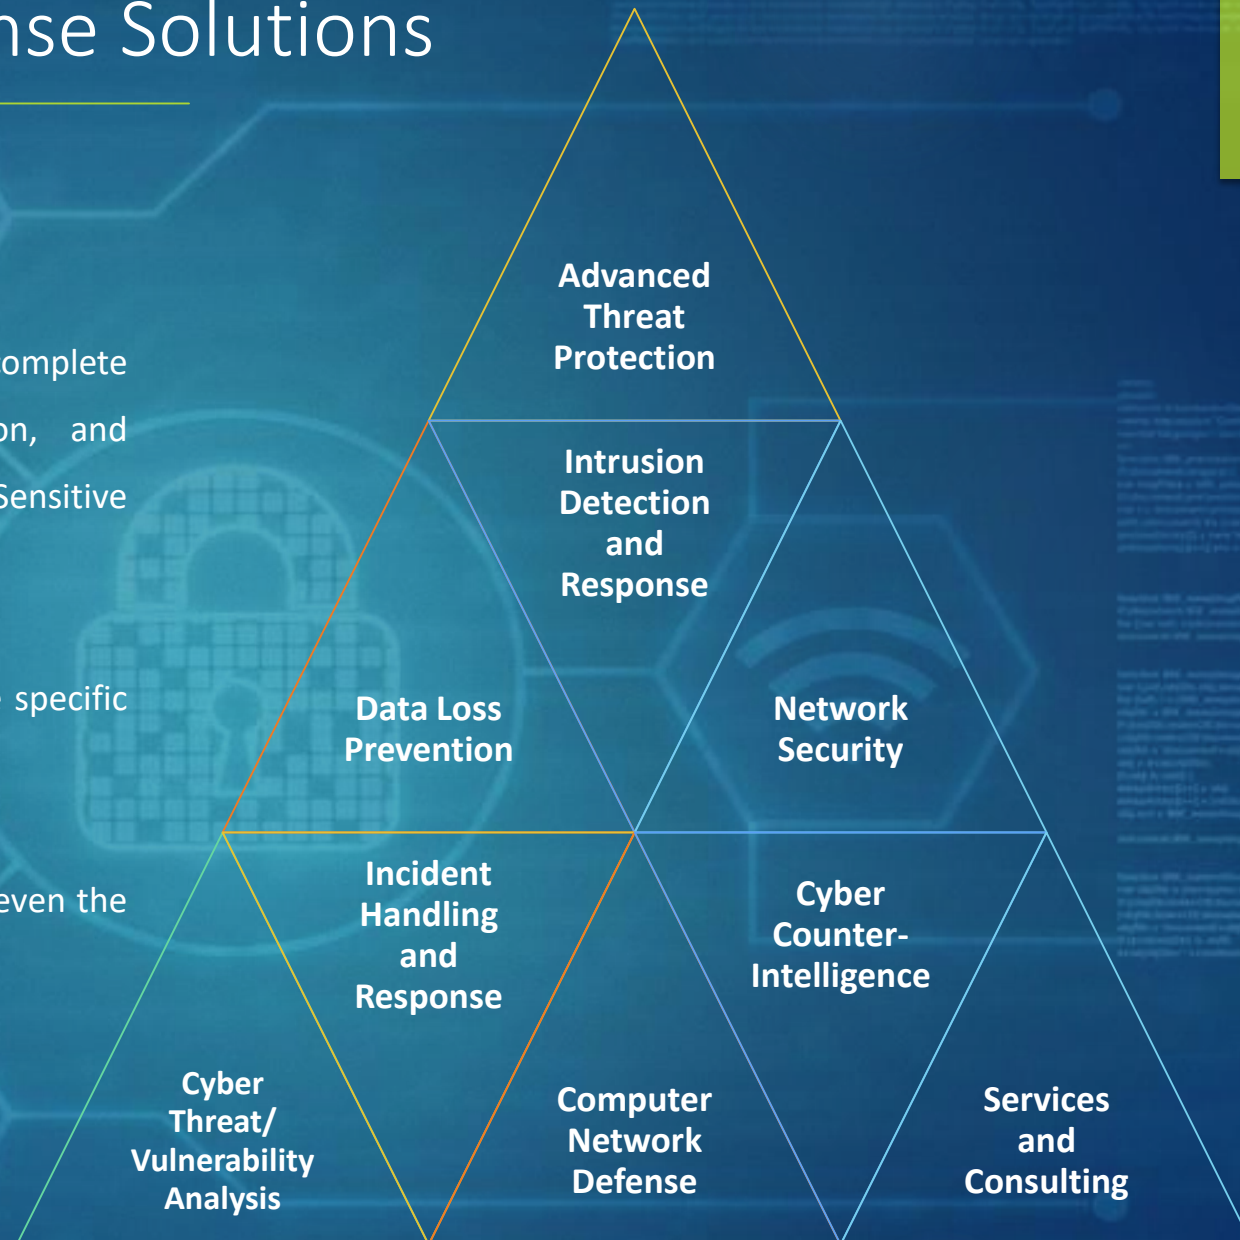 nse Solutions
complete
on, and
Sensitive
specific
even the
Advanced
Threat
Protection
Intrusion
Detection
and
Response
Data Loss
Prevention
Network
Security
Incident
Handling
and
Response
Cyber
Counter-
Intelligence
Cyber
Threat/
Vulnerability
Analysis
Computer
Network
Defense
Services
and
Consulting